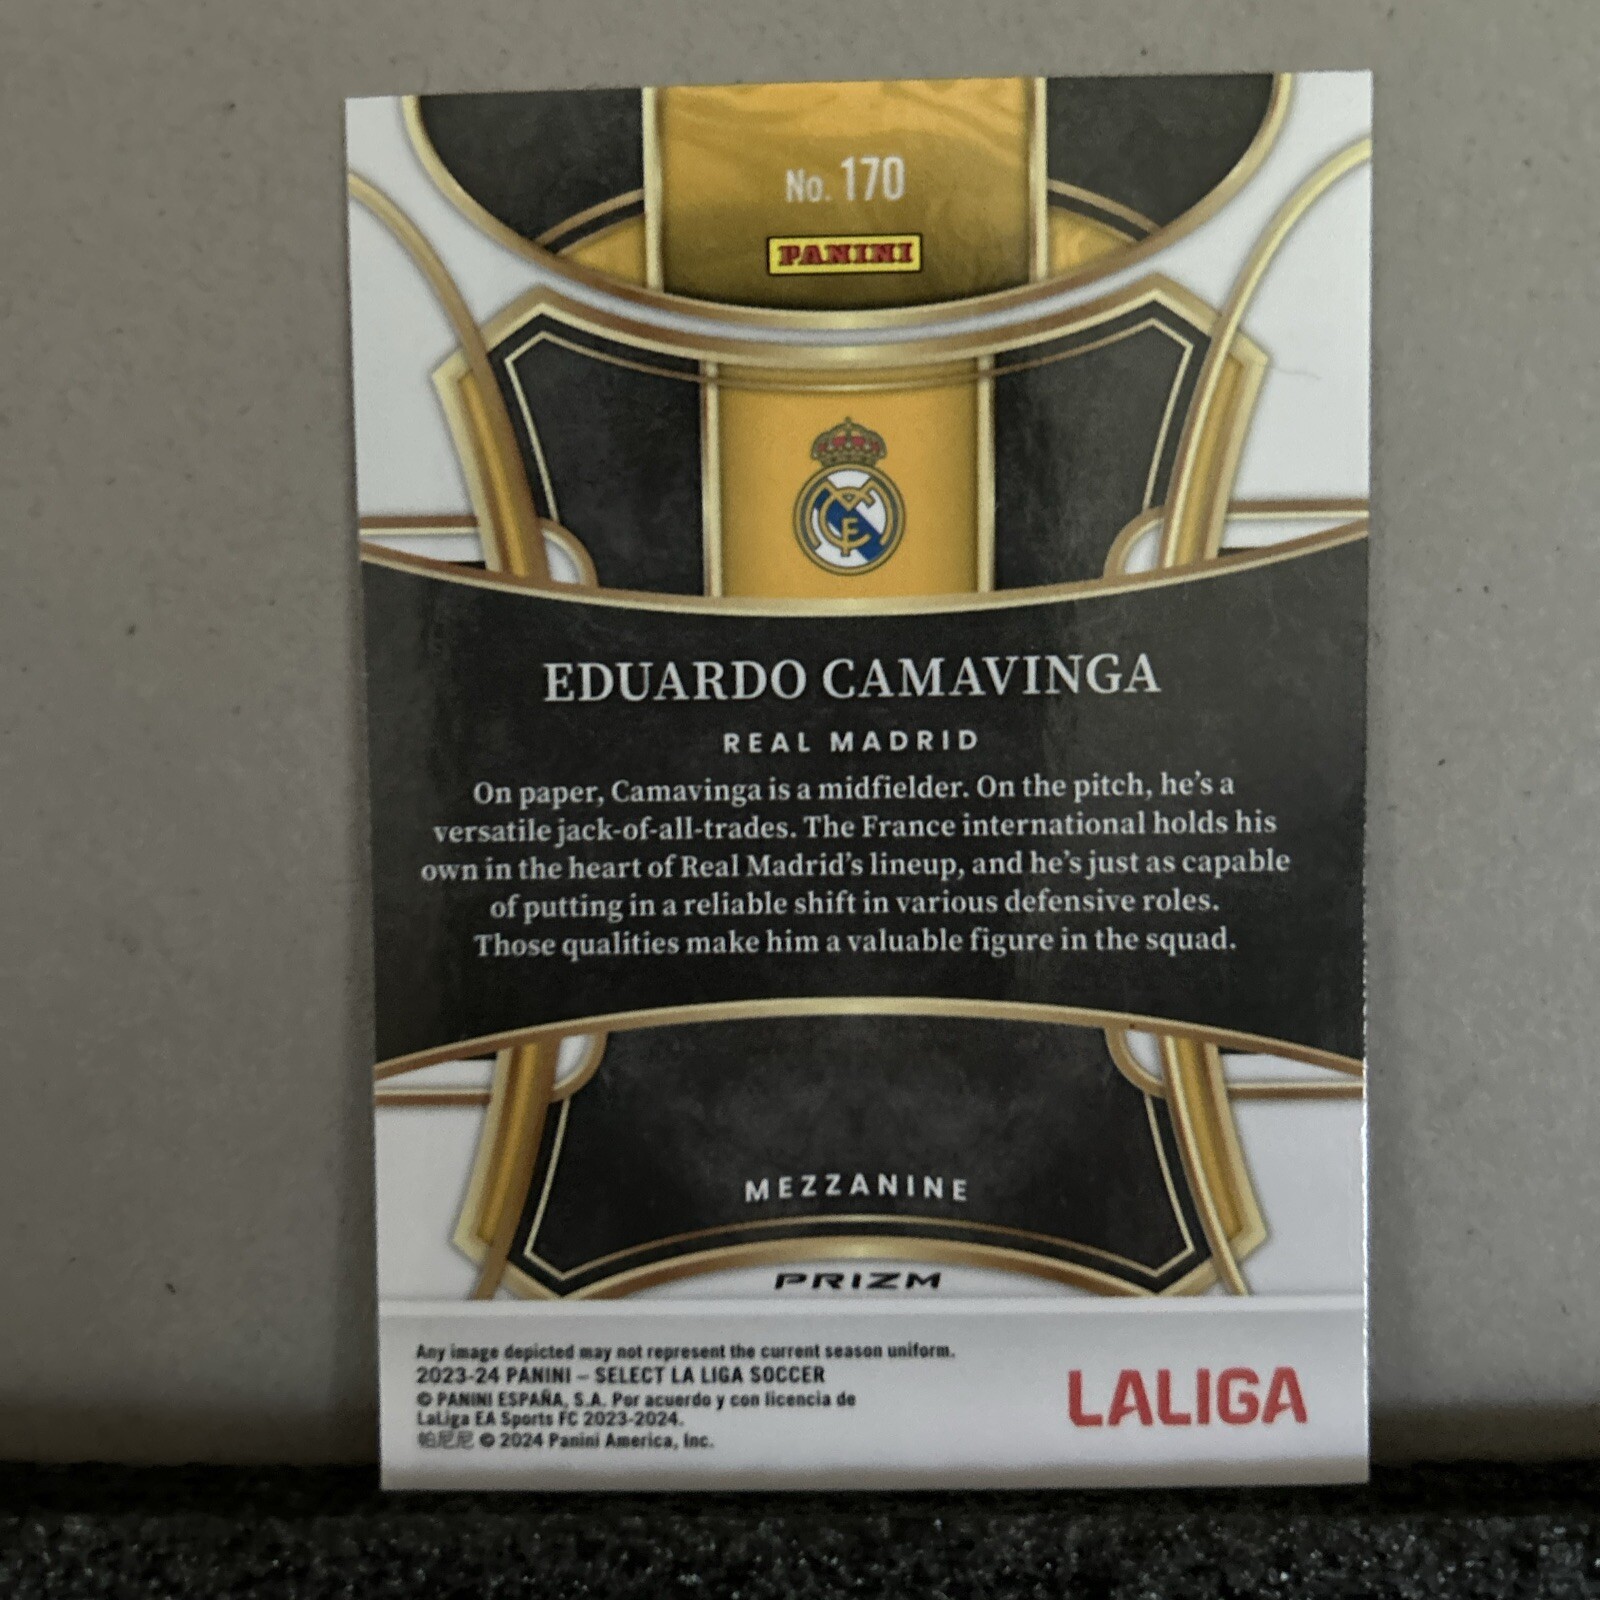 No. 170
PANINI
EDUARDO CAMAVINGA
REAL MADRID
On paper, Camavinga is a midfielder. On the pitch, he's a
versatile jack-of-all-trades. The France international holds his
own in the heart of Real Madrid's lineup, and he's just as capable
of putting in a reliable shift in various defensive roles.
Those qualities make him a valuable figure in the squad.
MEZZANINE
PRIZM
Any image depicted may not represent the current season uniform.
2023-24 PANINI – SELECT LA LIGA SOCCER
© PANINI ESPAÑA, S.A. Por acuerdo y con licencia de
LaLiga EA Sports FC 2023-2024.
帕尼尼 © 2024 Panini America, Inc.
LALIGA